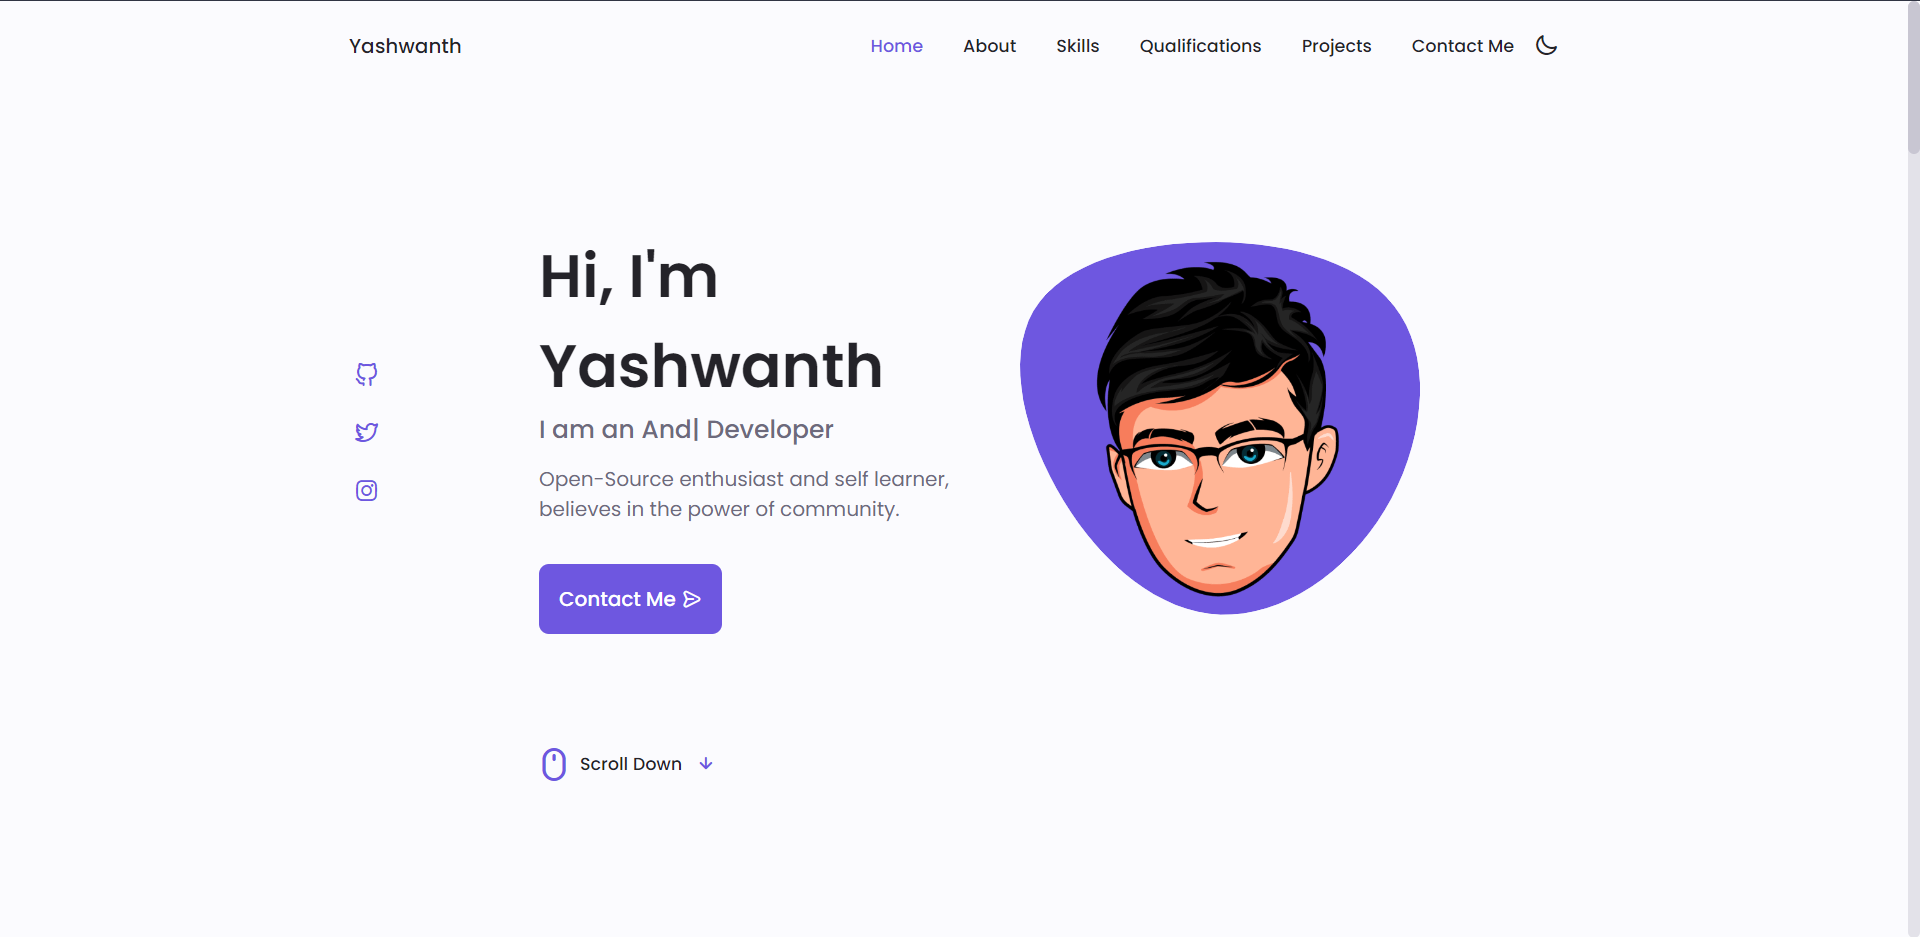 Yashwanth
Home About Skills Qualifications Projects Contact Me
Hi, I'm
Yashwanth
I am an And| Developer
Open-Source enthusiast and self learner,
believes in the power of community.
Contact Me
Scroll Down